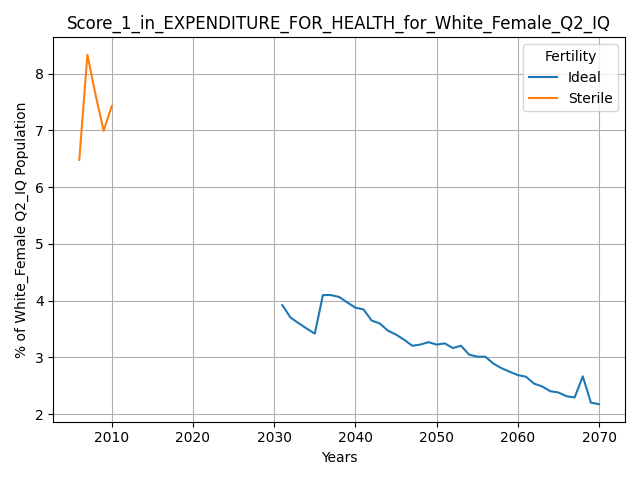 Score_1_in_EXPENDITURE_FOR_HEALTH_for_White_Female_Q2_IQ
Fertility
Ideal
Sterile
% of White_Female Q2_IQ Population
8
7
6
5
4
3
2
2010 2020 2030 2040 2050 2060 2070
Years